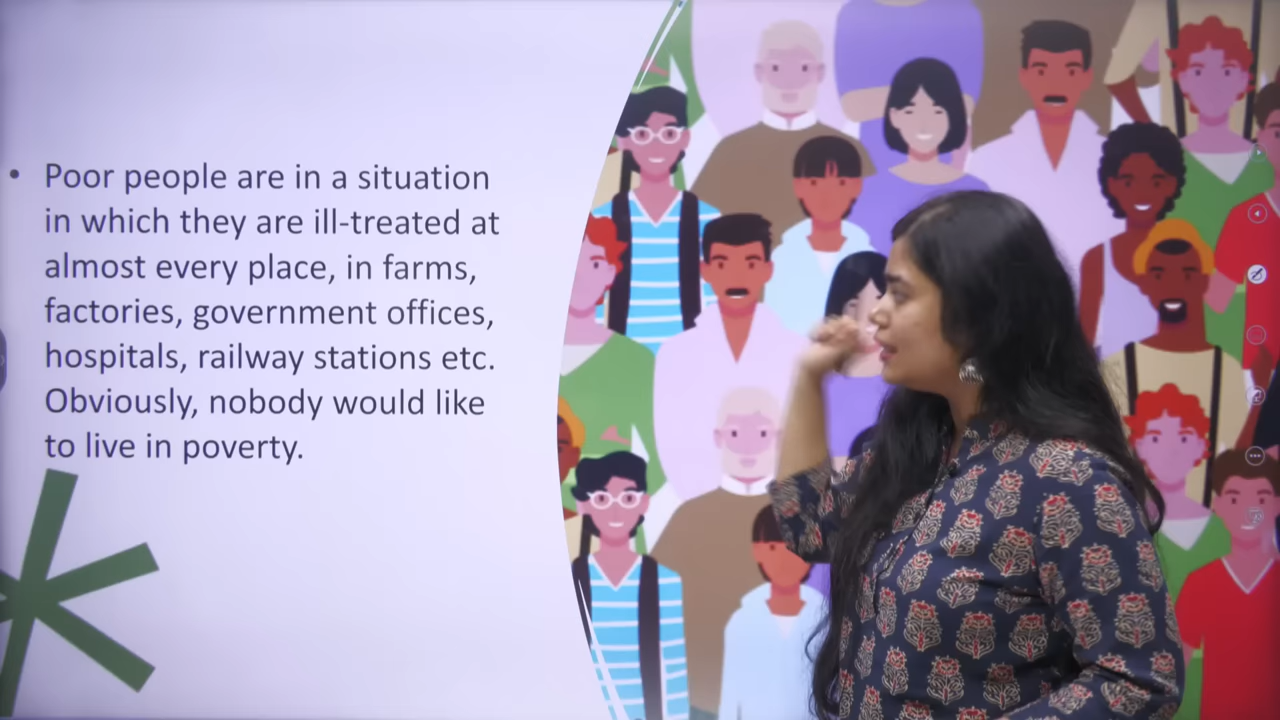 • Poor people are in a situation
in which they are ill-treated at
almost every place, in farms,
factories, government offices,
hospitals, railway stations etc.
Obviously, nobody would like
to live in poverty.